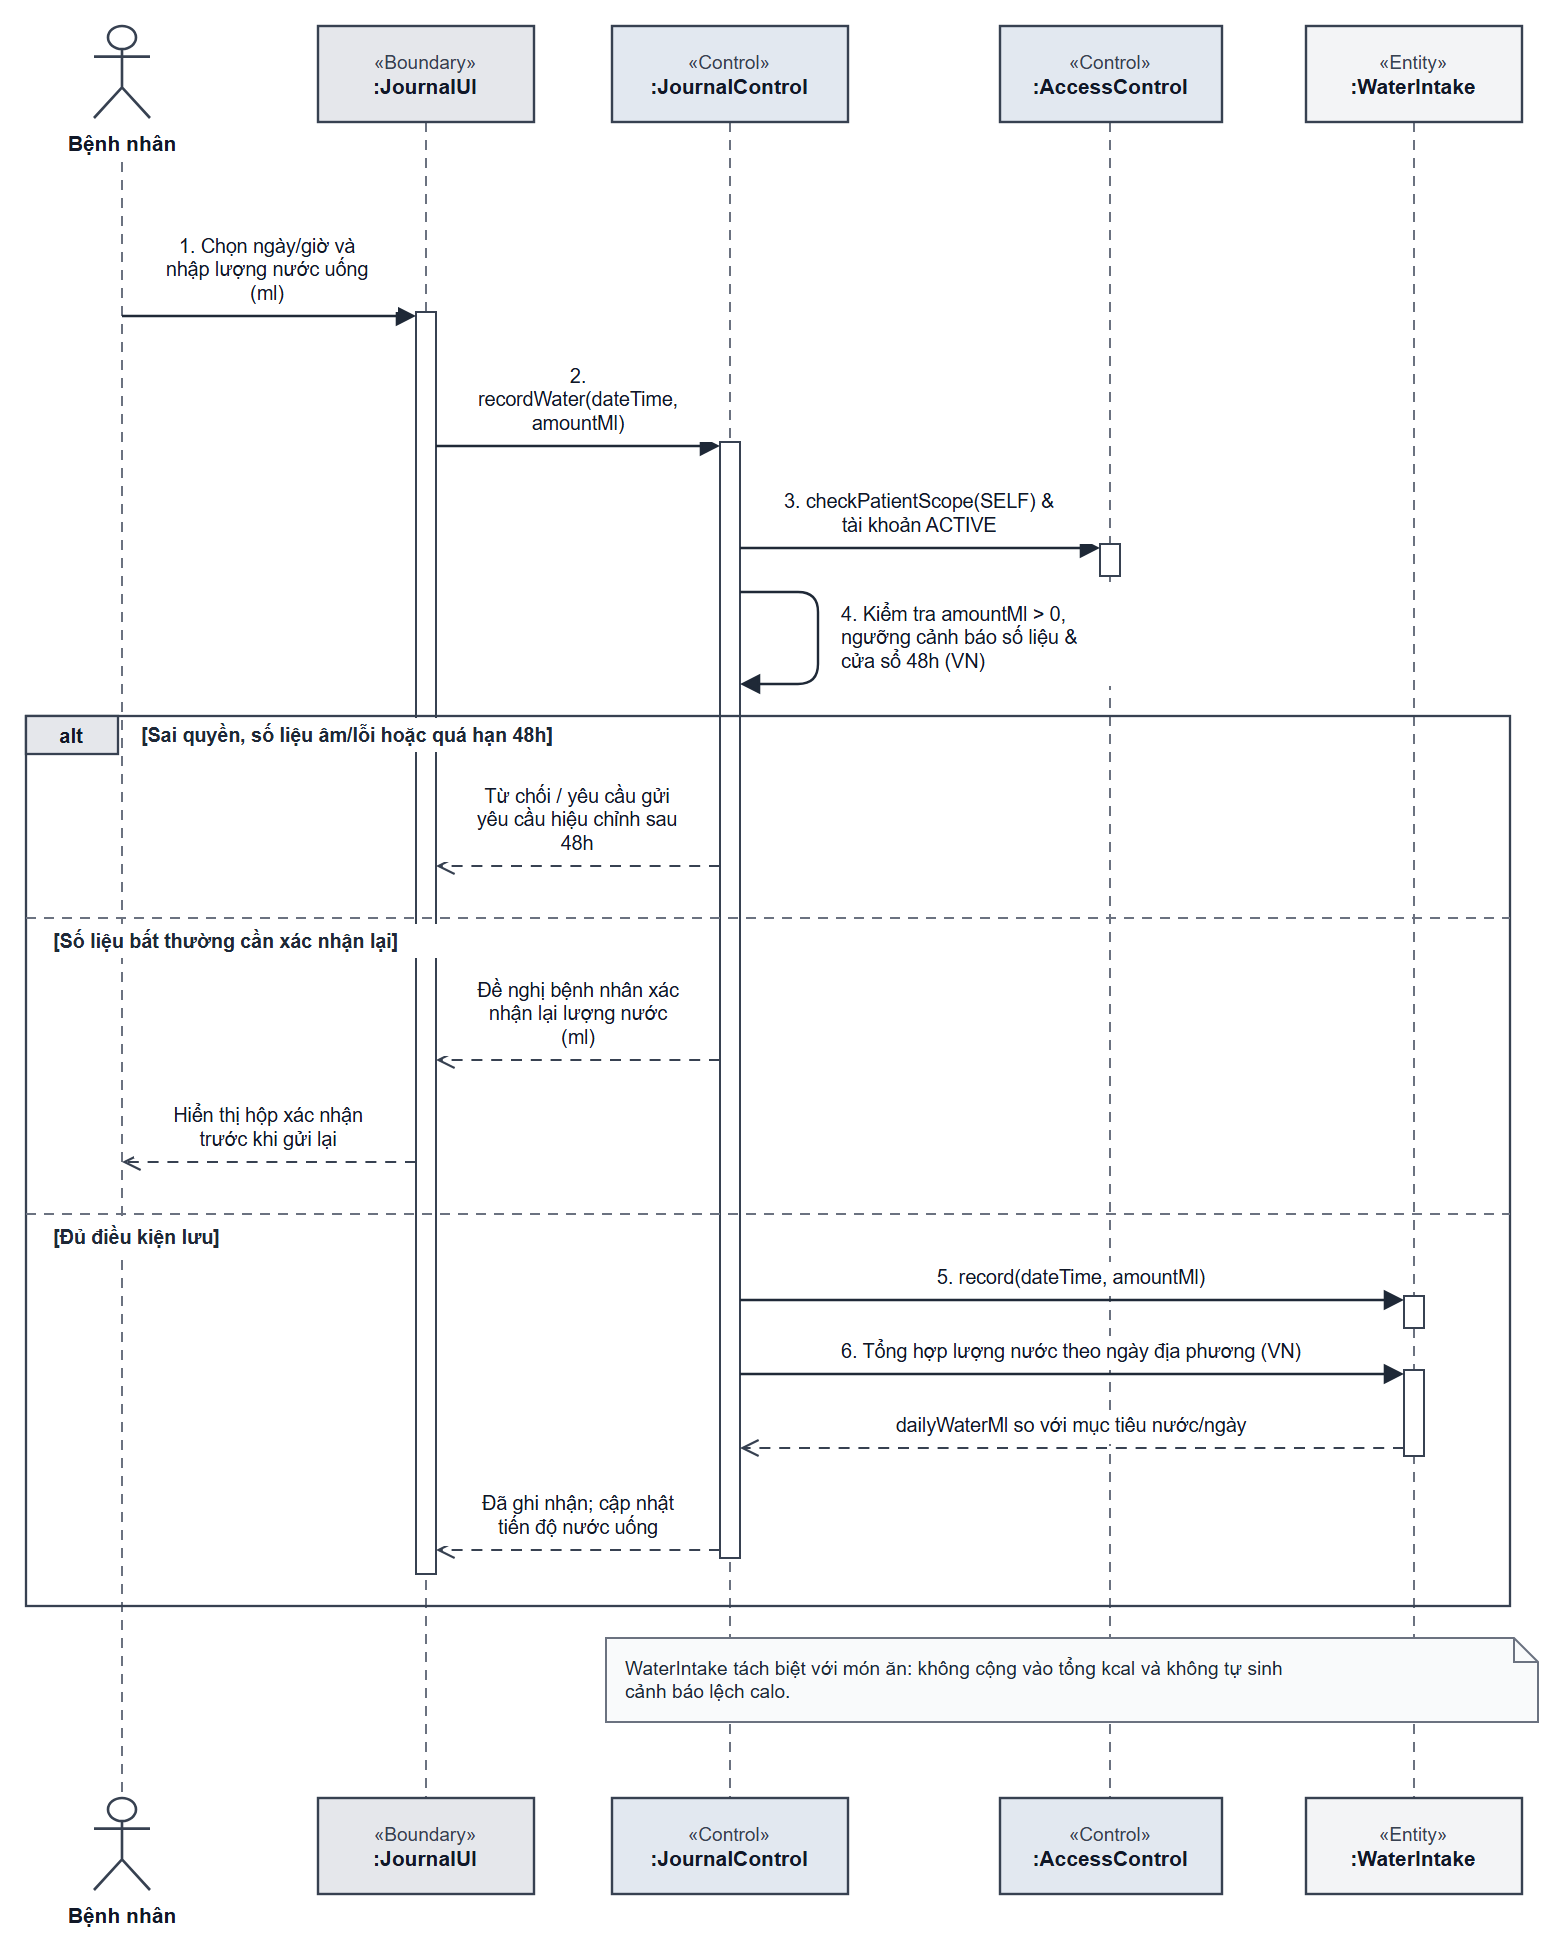 «Boundary»
:JournalUI
«Control»
:JournalControl
«Control»
:AccessControl
«Entity»
:WaterIntake
Bệnh nhân
1. Chọn ngày/giờ và
nhập lượng nước uống
(ml)
2.
recordWater(dateTime,
amountMl)
3. checkPatientScope(SELF) &
tài khoản ACTIVE
4. Kiểm tra amountMl > 0,
ngưỡng cảnh báo số liệu &
cửa sổ 48h (VN)
alt
[Sai quyền, số liệu âm/lỗi hoặc quá hạn 48h]
Từ chối / yêu cầu gửi
yêu cầu hiệu chỉnh sau
48h
[Số liệu bất thường cần xác nhận lại]
Đề nghị bệnh nhân xác
nhận lại lượng nước
(ml)
Hiển thị hộp xác nhận
trước khi gửi lại
[Đủ điều kiện lưu]
5. record(dateTime, amountMl)
6. Tổng hợp lượng nước theo ngày địa phương (VN)
dailyWaterMl so với mục tiêu nước/ngày
Đã ghi nhận; cập nhật
tiến độ nước uống
WaterIntake tách biệt với món ăn: không cộng vào tổng kcal và không tự sinh
cảnh báo lệch calo.
«Boundary»
:JournalUI
«Control»
:JournalControl
«Control»
:AccessControl
«Entity»
:WaterIntake
Bệnh nhân